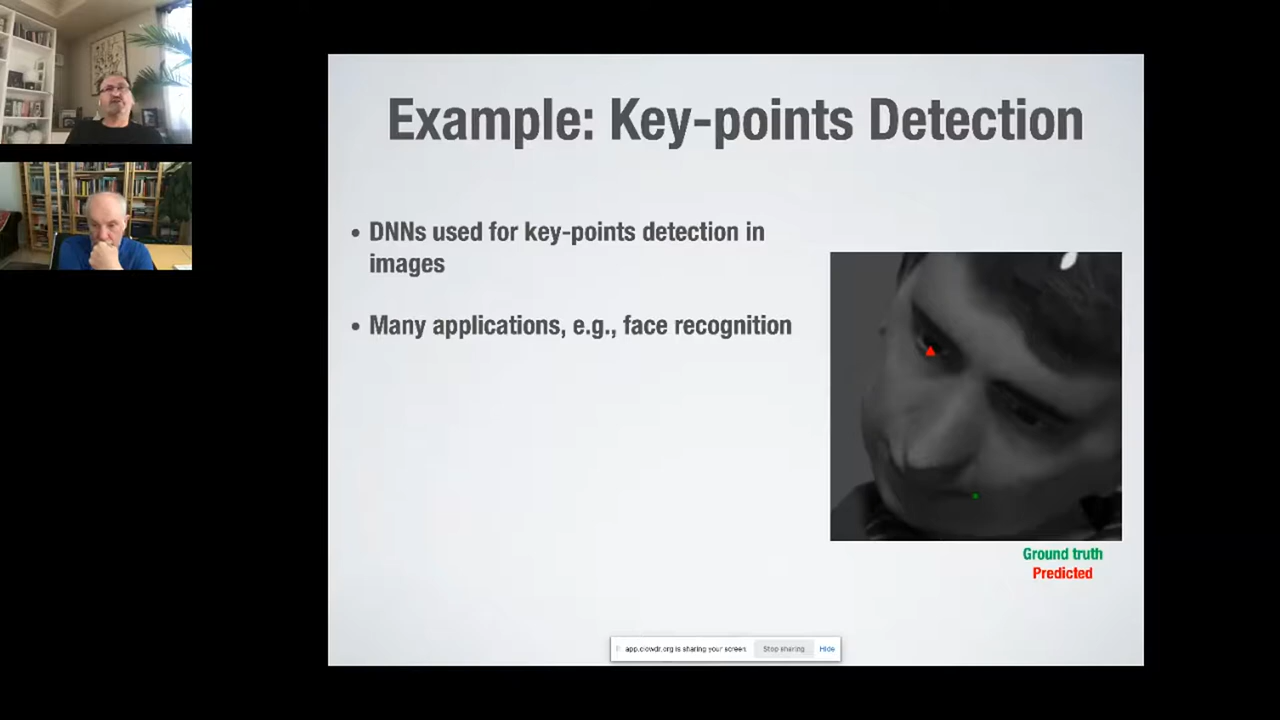 Example: Key-points Detection
• DNNs used for key-points detection in
images
• Many applications, e.g., face recognition
Ground truth
Predicted
app.clowdr.org is sharing your screen.
Stop sharing
Hide